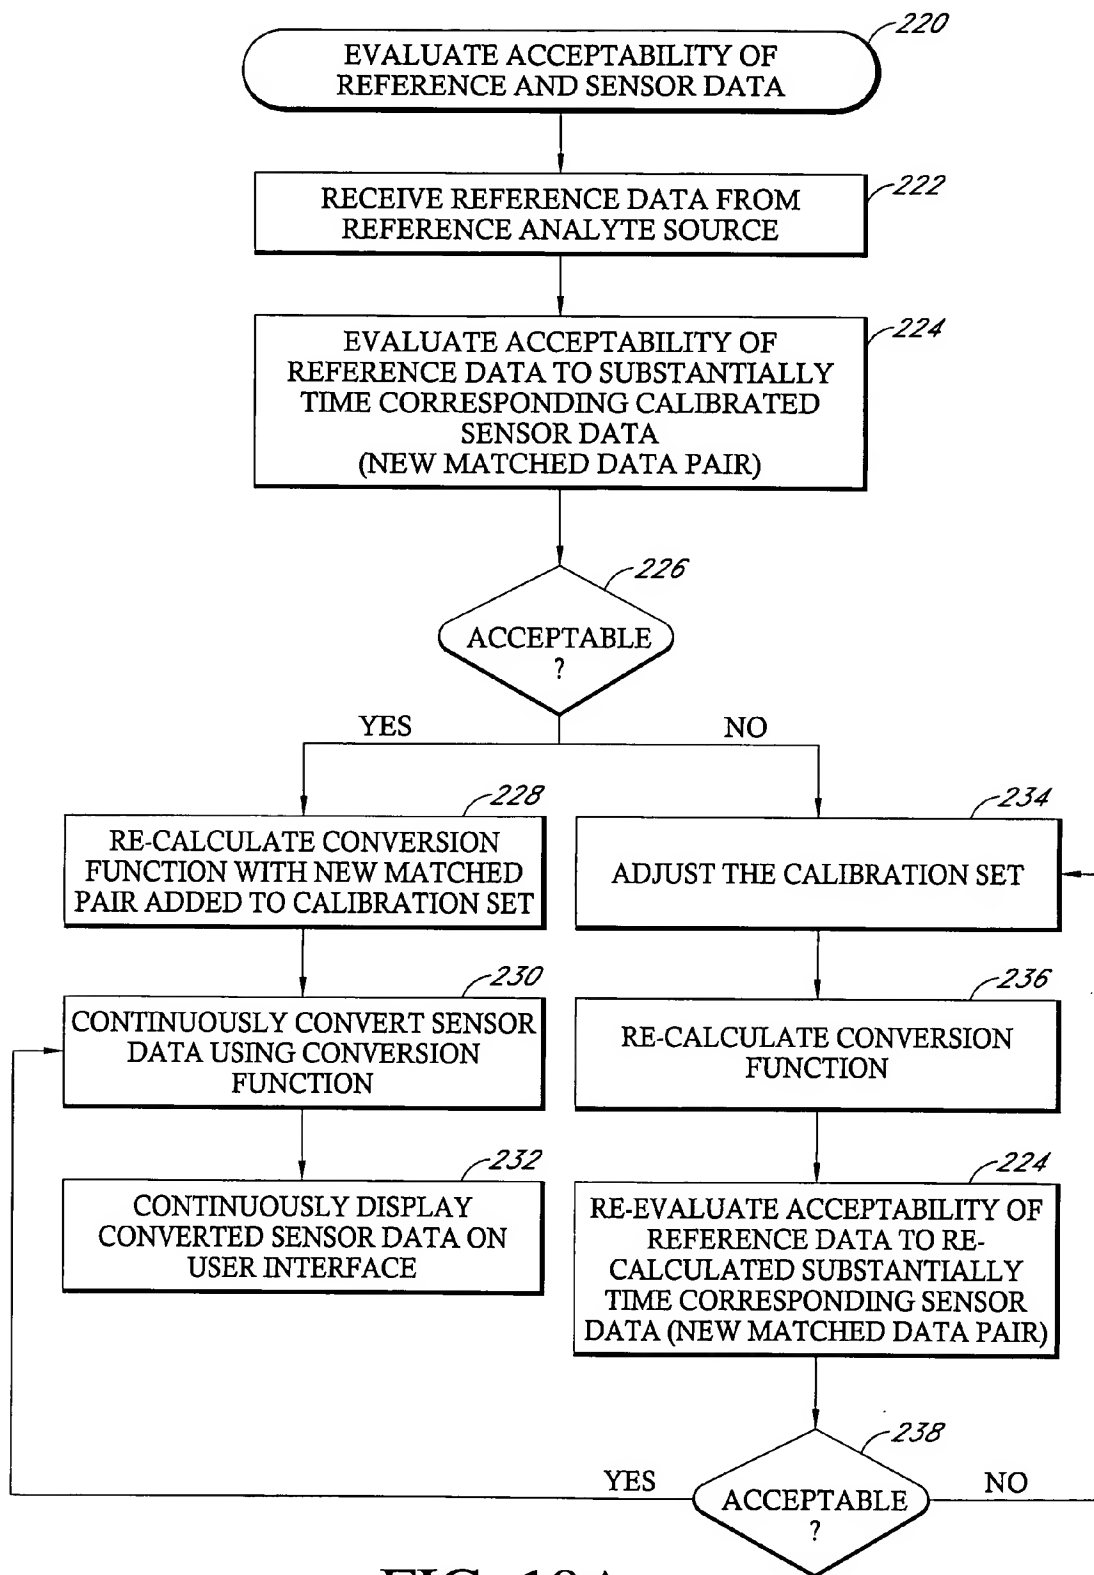 220
EVALUATE ACCEPTABILITY OF
REFERENCE AND SENSOR DATA
222
RECEIVE REFERENCE DATA FROM
REFERENCE ANALYTE SOURCE
224
EVALUATE ACCEPTABILITY OF
REFERENCE DATA TO SUBSTANTIALLY
TIME CORRESPONDING CALIBRATED
SENSOR DATA
(NEW MATCHED DATA PAIR)
226
ACCEPTABLE
?
YES
NO
228
RE-CALCULATE CONVERSION
FUNCTION WITH NEW MATCHED
PAIR ADDED TO CALIBRATION SET
234
ADJUST THE CALIBRATION SET
230
CONTINUOUSLY CONVERT SENSOR
DATA USING CONVERSION
FUNCTION
236
RE-CALCULATE CONVERSION
FUNCTION
232
CONTINUOUSLY DISPLAY
CONVERTED SENSOR DATA ON
USER INTERFACE
224
RE-EVALUATE ACCEPTABILITY OF
REFERENCE DATA TO RE-
CALCULATED SUBSTANTIALLY
TIME CORRESPONDING SENSOR
DATA (NEW MATCHED DATA PAIR)
238
YES
ACCEPTABLE
?
NO